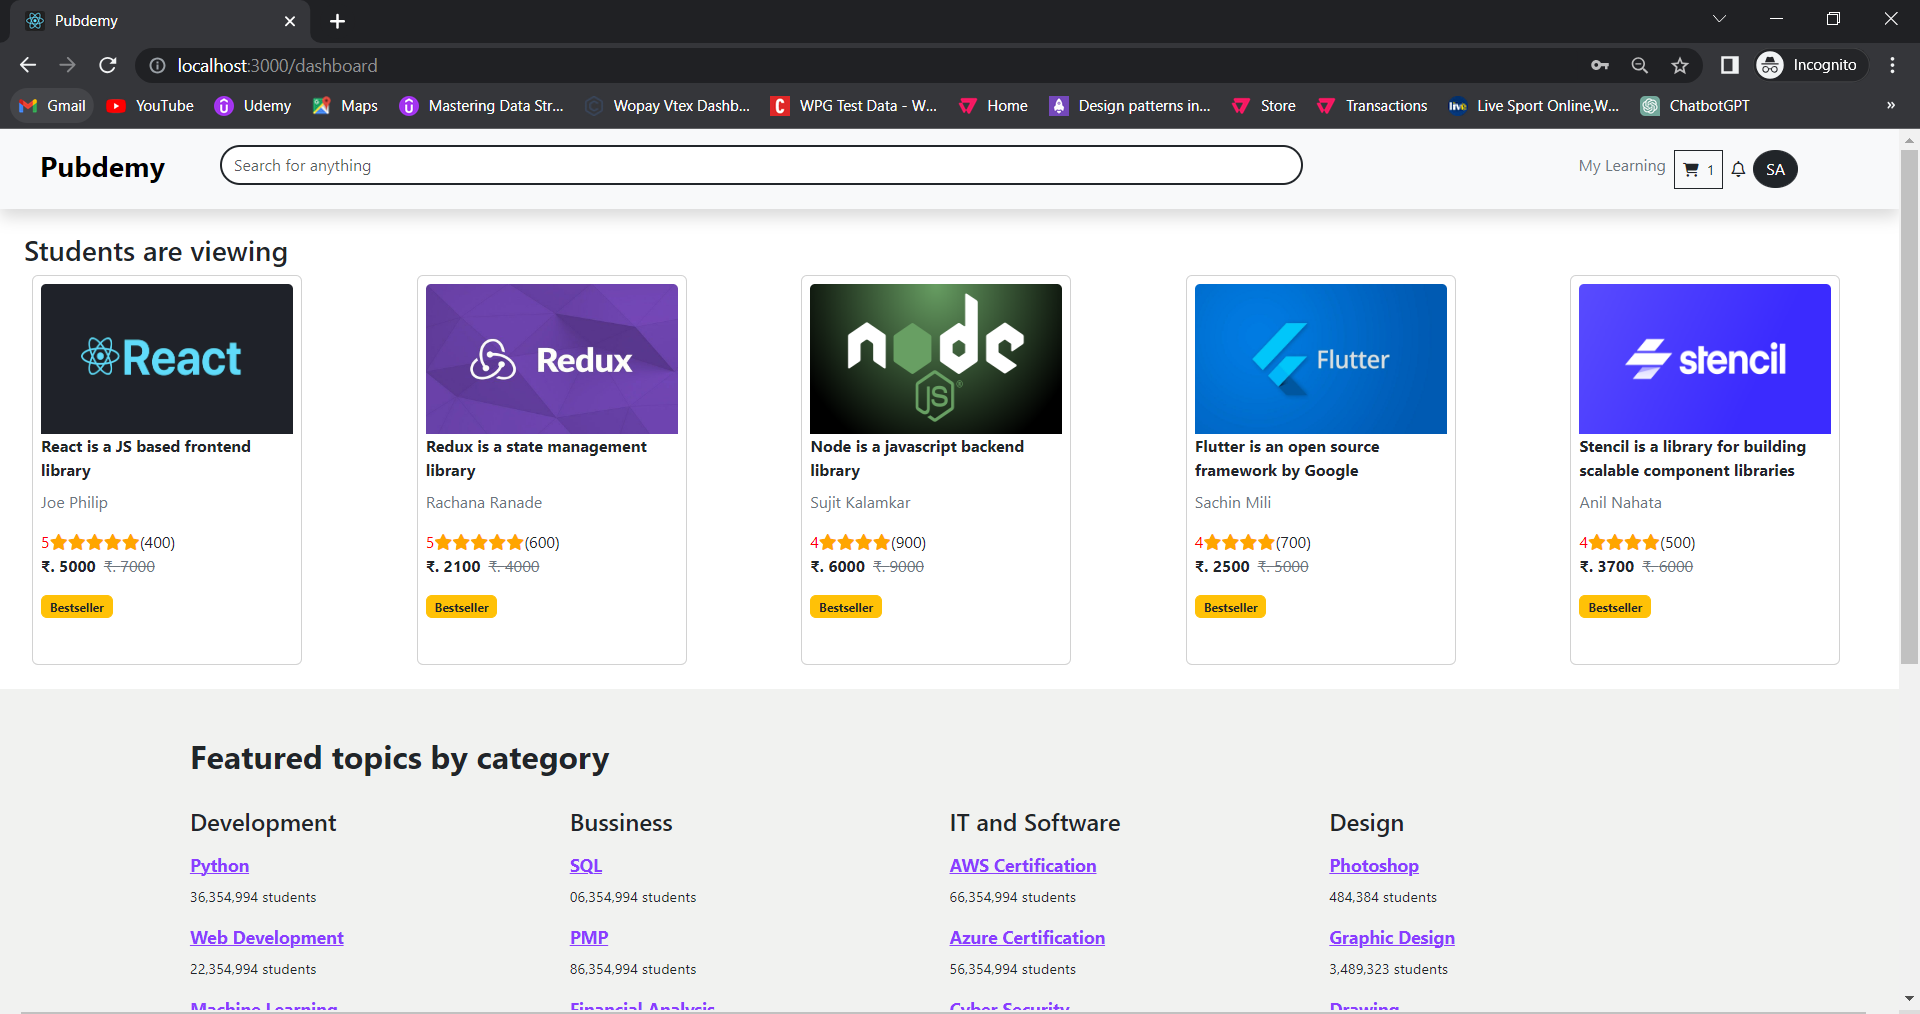 Pubdemy
localhost:3000/dashboard
Incognito
Gmail
YouTube
Udemy
Maps
Mastering Data Str...
Wopay Vtex Dashb...
WPG Test Data - W...
Home
Design patterns in...
Store
Transactions
Live Sport Online,W...
ChatbotGPT
»
Pubdemy
Search for anything
My Learning
1
SA
Students are viewing
React
React is a JS based frontend
library
Joe Philip
5(400)
₹. 5000 ₹. 7000
Bestseller
Redux
Redux is a state management
library
Rachana Ranade
5(600)
₹. 2100 ₹. 4000
Bestseller
node
JS
®
Node is a javascript backend
library
Sujit Kalamkar
4(900)
₹. 6000 ₹. 9000
Bestseller
Flutter
Flutter is an open source
framework by Google
Sachin Mili
4(700)
₹. 2500 ₹. 5000
Bestseller
stencil
Stencil is a library for building
scalable component libraries
Anil Nahata
4(500)
₹. 3700 ₹. 6000
Bestseller
Featured topics by category
Development
Python
36,354,994 students
Web Development
22,354,994 students
Machine Learning
Bussiness
SQL
06,354,994 students
PMP
86,354,994 students
Financial Analysis
IT and Software
AWS Certification
66,354,994 students
Azure Certification
56,354,994 students
Cyber Security
Design
Photoshop
484,384 students
Graphic Design
3,489,323 students
Drawing